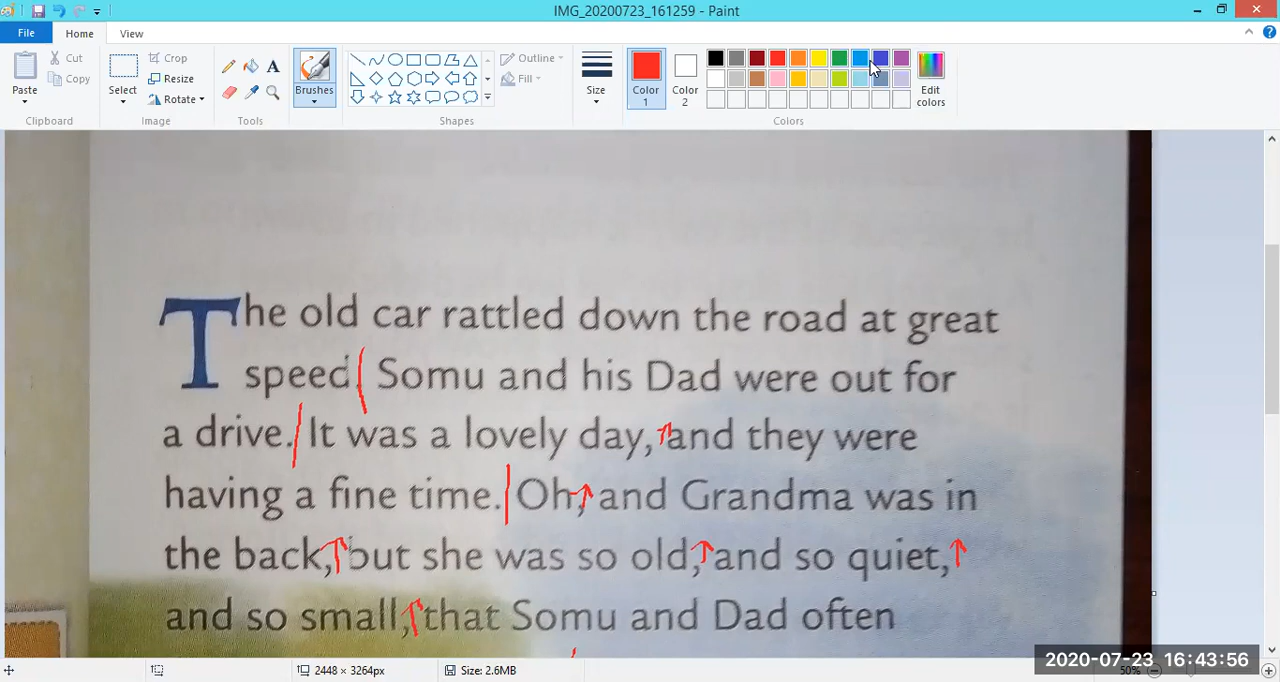 IMG_20200723_161259 - Paint
File Home View
Cut
Copy
Paste
Select
Crop
Resize
Rotate
A
Brushes
Outline
Fill
Size
Color 1
Color 2
Edit colors
Clipboard Image Tools Shapes Colors
The old car rattled down the road at great
speed. Somu and his Dad were out for
a drive. It was a lovely day, and they were
having a fine time. Oh, and Grandma was in
the back, but she was so old, and so quiet,
and so small, that Somu and Dad often
2448 × 3264px Size: 2.6MB 50%
2020-07-23 16:43:56